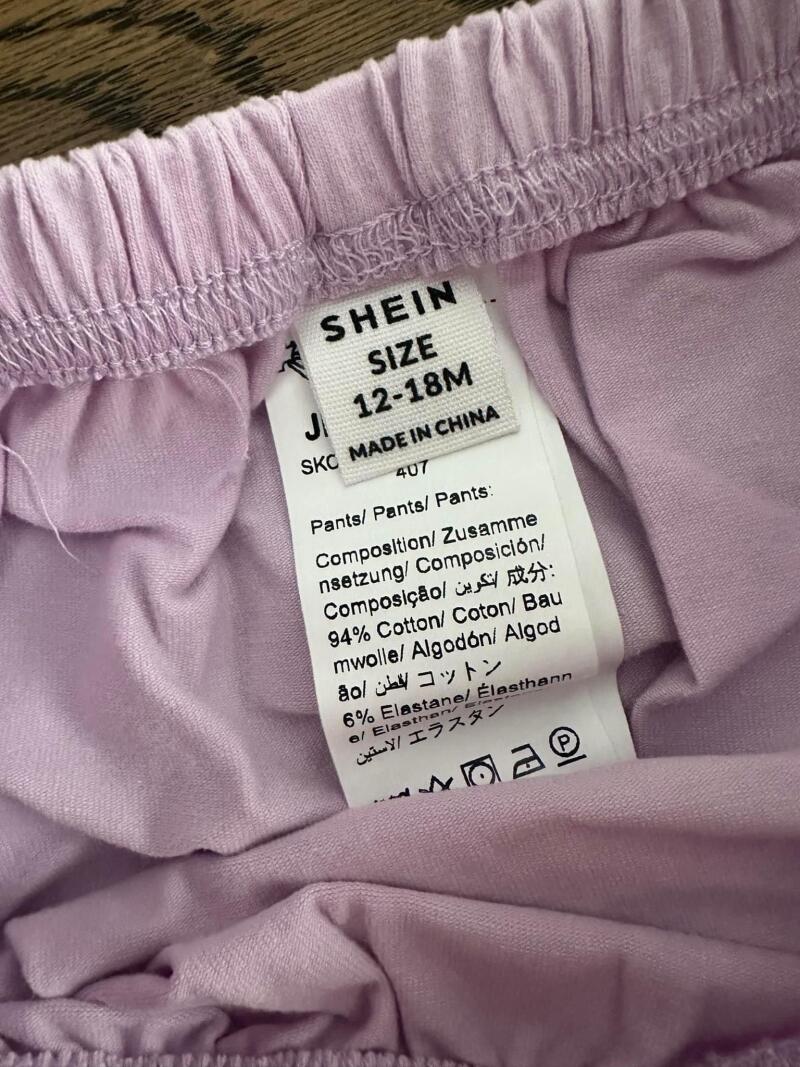 SHEIN
SIZE
12-18M
MADE IN CHINA
SKC
407
Pants/ Pants/ Pants:
Composition/ Zusamme
nsetzung/ Composición/
Composição/ تكوين/ 成分:
94% Cotton/ Coton/ Bau
mwolle/ Algodón/ Algod
ão/ قطن/ コットン
6% Elastane/ Élasthann
e/ Elasthan/
الاستين/ エラスタン
P